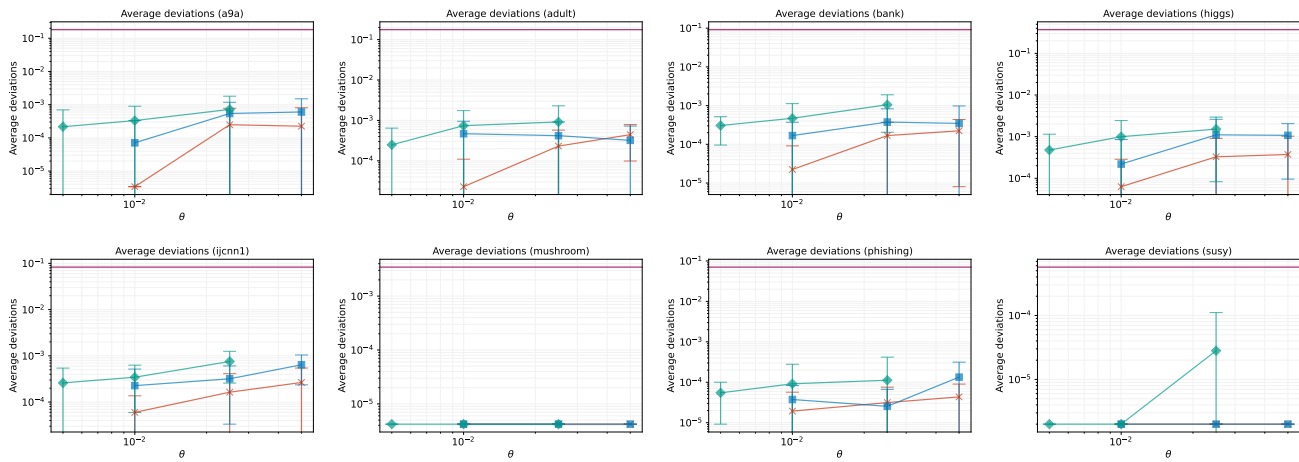 Average deviations (a9a)
Average deviations
10⁻¹
10⁻²
10⁻³
10⁻⁴
10⁻⁵
10⁻²
θ
Average deviations (adult)
Average deviations
10⁻¹
10⁻²
10⁻³
10⁻⁴
10⁻²
θ
Average deviations (bank)
Average deviations
10⁻¹
10⁻²
10⁻³
10⁻⁴
10⁻⁵
10⁻²
θ
Average deviations (higgs)
Average deviations
10⁻¹
10⁻²
10⁻³
10⁻⁴
10⁻²
θ
Average deviations (ijcnn1)
Average deviations
10⁻¹
10⁻²
10⁻³
10⁻⁴
10⁻²
θ
Average deviations (mushroom)
Average deviations
10⁻³
10⁻⁴
10⁻⁵
10⁻²
θ
Average deviations (phishing)
Average deviations
10⁻¹
10⁻²
10⁻³
10⁻⁴
10⁻⁵
10⁻²
θ
Average deviations (susy)
Average deviations
10⁻⁴
10⁻⁵
10⁻²
θ